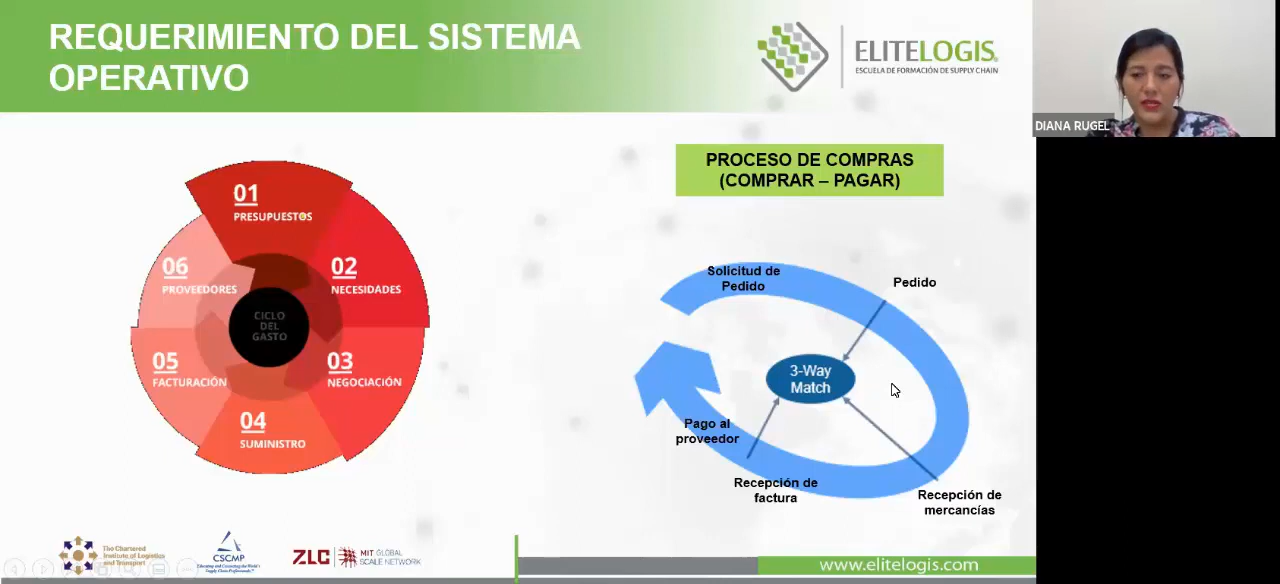 REQUERIMIENTO DEL SISTEMA
OPERATIVO
ELITELOGIS
ESCUELA DE FORMACIÓN DE SUPPLY CHAIN
DIANA RUGEL
01
PRESUPUESTOS
02
NECESIDADES
03
NEGOCIACIÓN
04
SUMINISTRO
05
FACTURACIÓN
06
PROVEEDORES
CICLO
DEL
GASTO
PROCESO DE COMPRAS
(COMPRAR – PAGAR)
Solicitud de
Pedido
Pedido
3-Way
Match
Pago al
proveedor
Recepción de
factura
Recepción de
mercancías
The Chartered
Institute of Logistics
and Transport
CSCMP
ZLC
MIT GLOBAL
SCALE NETWORK
www.elitelogis.com